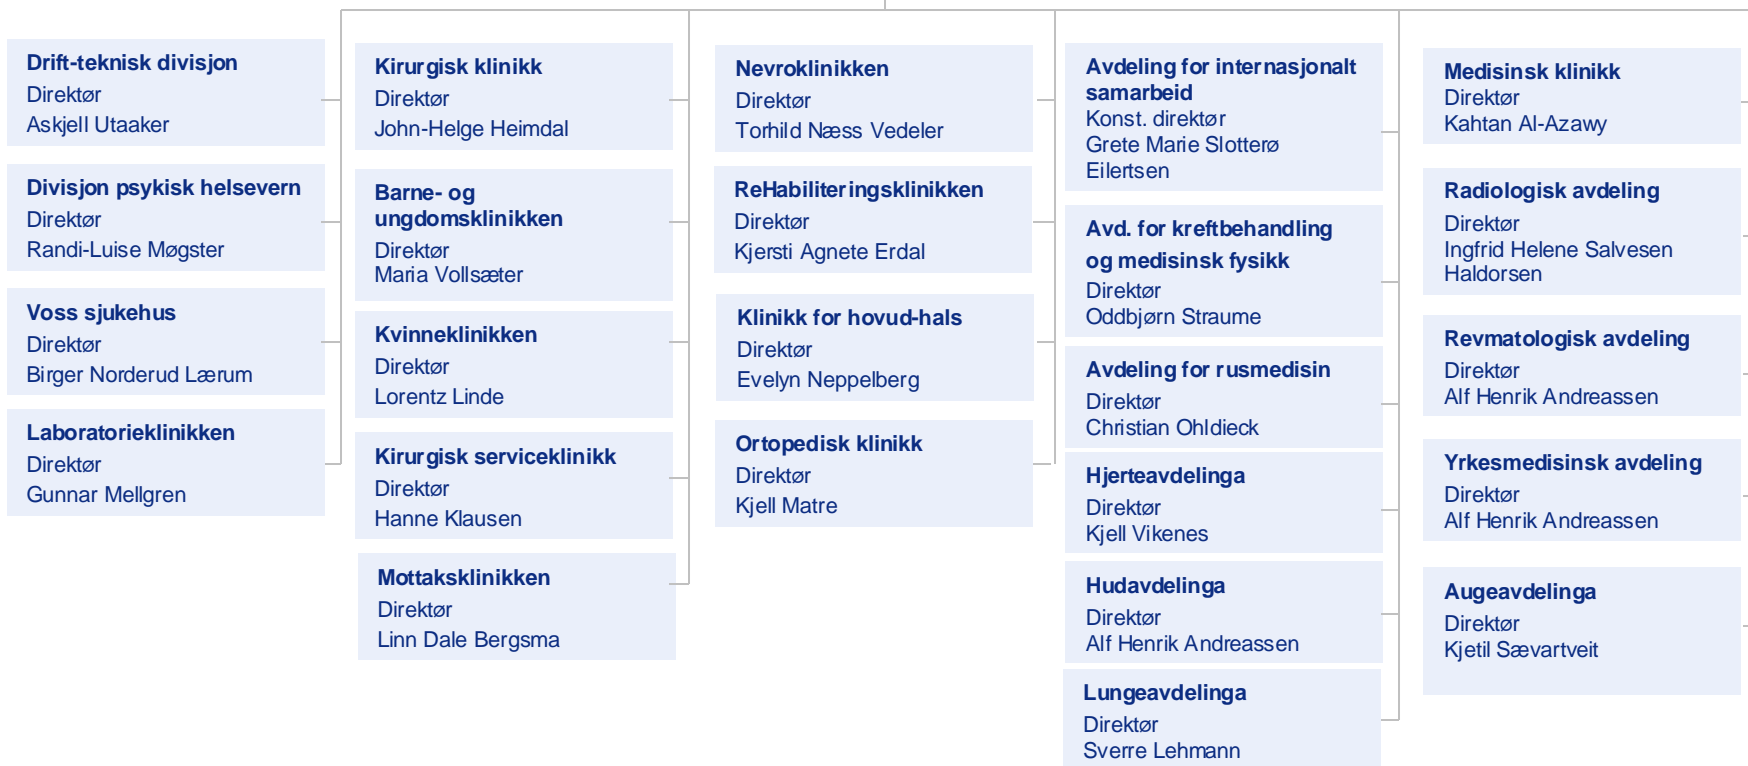 Drift-teknisk divisjon
Direktør
Askjell Utaaker
Divisjon psykisk helsevern
Direktør
Randi-Luise Møgster
Voss sjukehus
Direktør
Birger Norderud Lærum
Laboratorieklinikken
Direktør
Gunnar Mellgren
Kirurgisk klinikk
Direktør
John-Helge Heimdal
Barne- og
ungdomsklinikken
Direktør
Maria Vollsæter
Kvinneklinikken
Direktør
Lorentz Linde
Kirurgisk serviceklinikk
Direktør
Hanne Klausen
Mottaksklinikken
Direktør
Linn Dale Bergsma
Nevroklinikken
Direktør
Torhild Næss Vedeler
ReHabiliteringsklinikken
Direktør
Kjersti Agnete Erdal
Klinikk for hovud-hals
Direktør
Evelyn Neppelberg
Ortopedisk klinikk
Direktør
Kjell Matre
Avdeling for internasjonalt
samarbeid
Konst. direktør
Grete Marie Slotterø
Eilertsen
Avd. for kreftbehandling
og medisinsk fysikk
Direktør
Oddbjørn Straume
Avdeling for rusmedisin
Direktør
Christian Ohldieck
Hjerteavdelinga
Direktør
Kjell Vikenes
Hudavdelinga
Direktør
Alf Henrik Andreassen
Lungeavdelinga
Direktør
Sverre Lehmann
Medisinsk klinikk
Direktør
Kahtan Al-Azawy
Radiologisk avdeling
Direktør
Ingfrid Helene Salvesen
Haldorsen
Revmatologisk avdeling
Direktør
Alf Henrik Andreassen
Yrkesmedisinsk avdeling
Direktør
Alf Henrik Andreassen
Augeavdelinga
Direktør
Kjetil Sævartveit